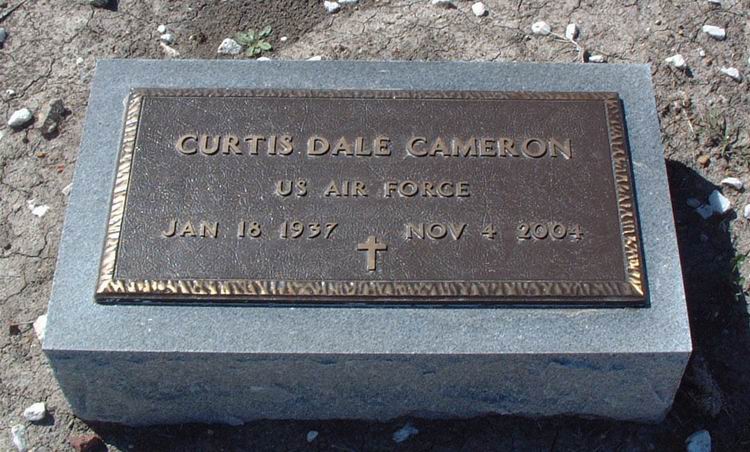 CURTIS DALE CAMERON
US AIR FORCE
JAN 18 1937 NOV 4 2004